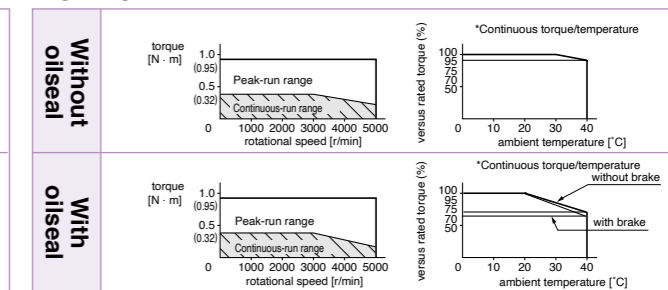 Without
oilseal
torque
[N · m]
1.0
(0.95)
0.5
(0.32)
Peak-run range
Continuous-run range
0 1000 2000 3000 4000 5000
rotational speed [r/min]
*Continuous torque/temperature
versus rated torque (%)
100
95
75
70
50
0 10 20 30 40
ambient temperature [˚C]
With
oilseal
torque
[N · m]
1.0
(0.95)
0.5
(0.32)
Peak-run range
Continuous-run range
0 1000 2000 3000 4000 5000
rotational speed [r/min]
*Continuous torque/temperature
without brake
versus rated torque (%)
100
95
75
70
50
with brake
0 10 20 30 40
ambient temperature [˚C]